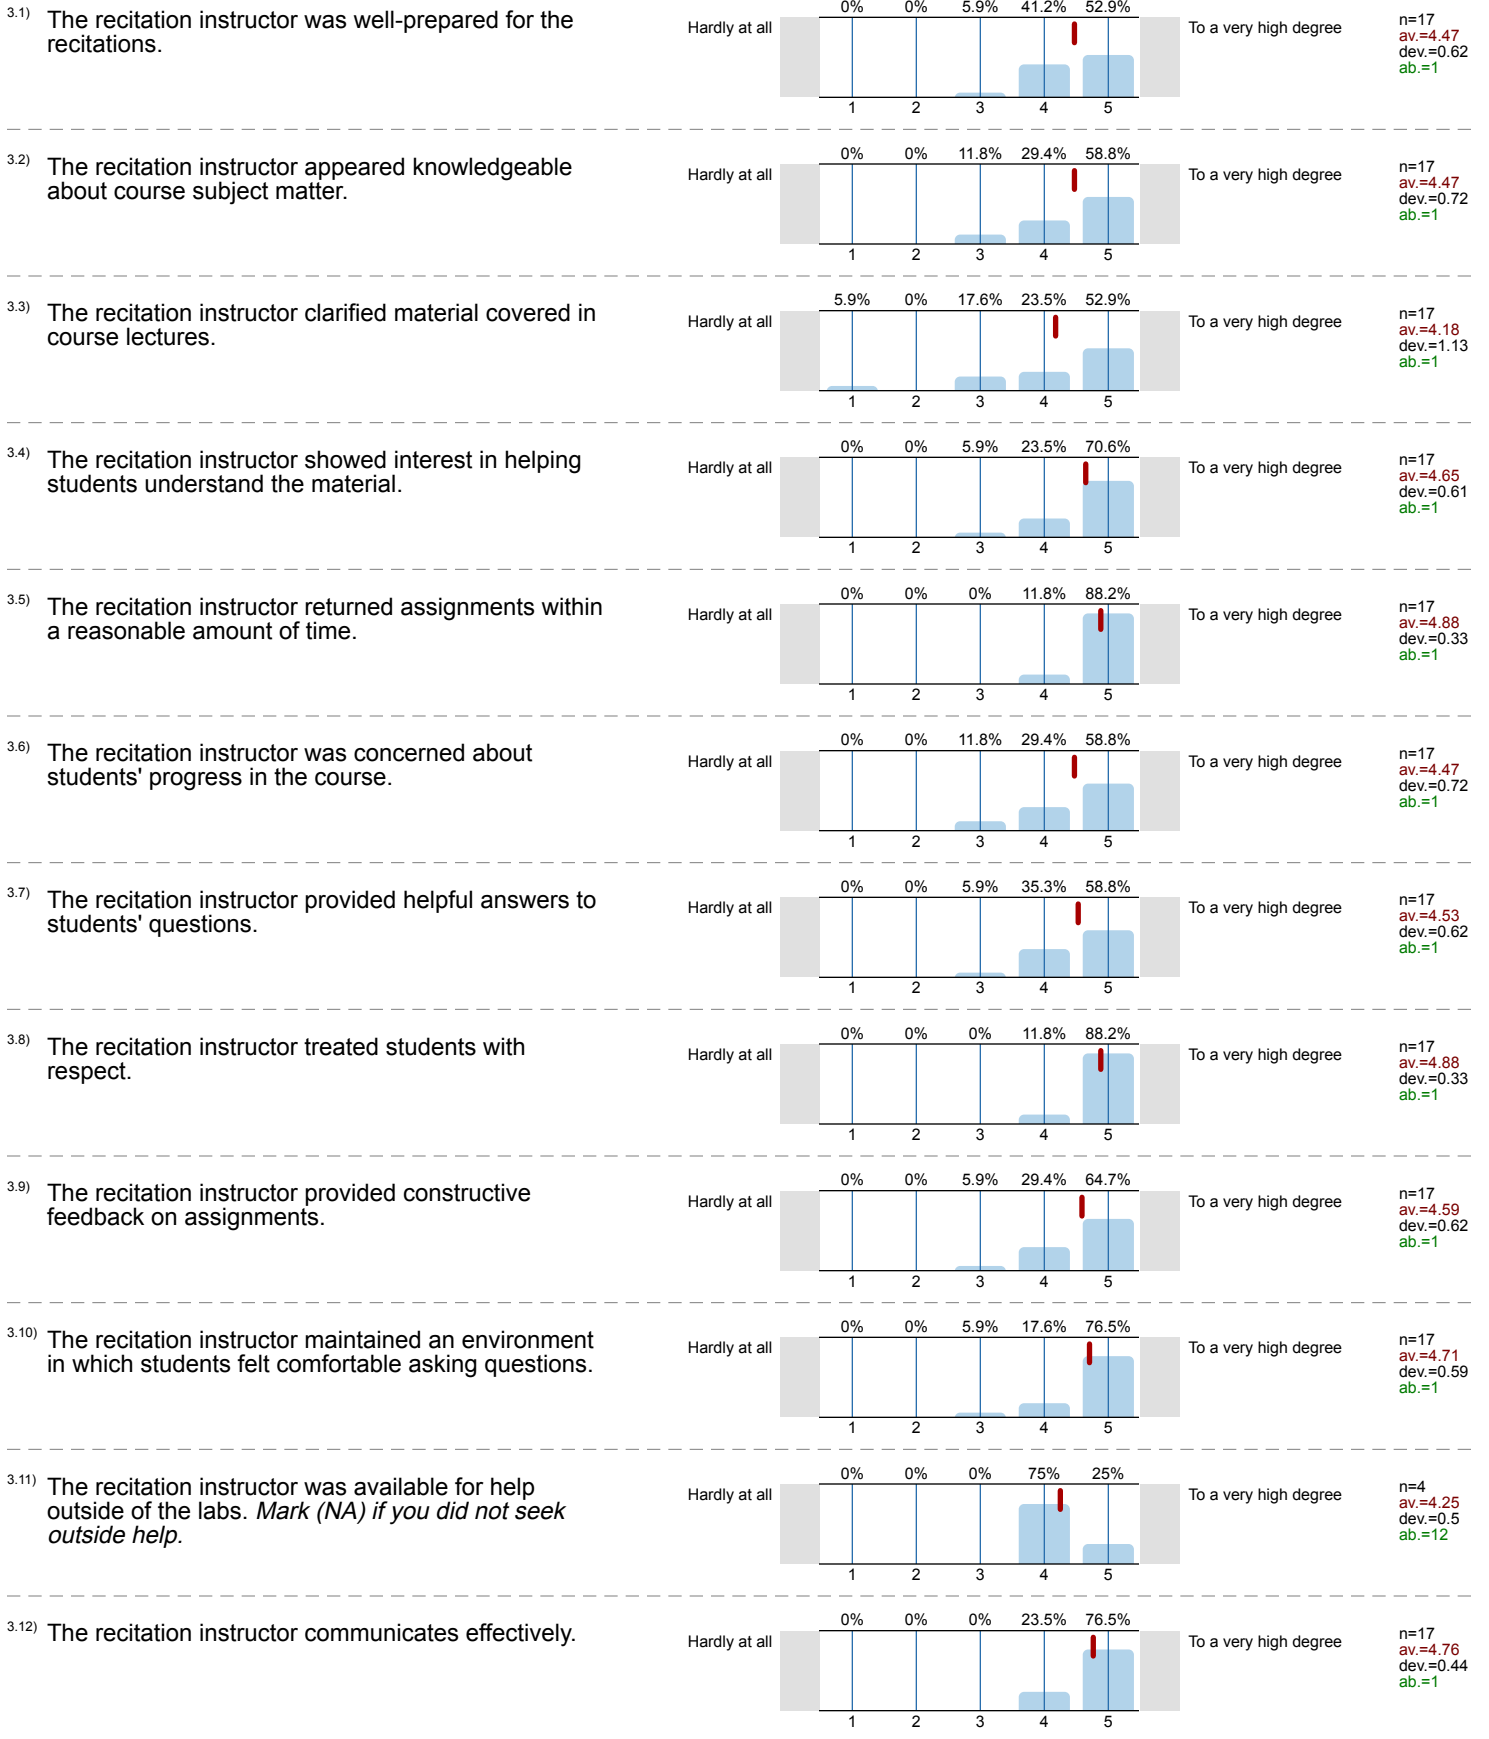 3.1) The recitation instructor was well-prepared for the
recitations.
Hardly at all
0% 0% 5.9% 41.2% 52.9%
1 2 3 4 5
To a very high degree
n=17
av.=4.47
dev.=0.62
ab.=1
3.2) The recitation instructor appeared knowledgeable
about course subject matter.
Hardly at all
0% 0% 11.8% 29.4% 58.8%
1 2 3 4 5
To a very high degree
n=17
av.=4.47
dev.=0.72
ab.=1
3.3) The recitation instructor clarified material covered in
course lectures.
Hardly at all
5.9% 0% 17.6% 23.5% 52.9%
1 2 3 4 5
To a very high degree
n=17
av.=4.18
dev.=1.13
ab.=1
3.4) The recitation instructor showed interest in helping
students understand the material.
Hardly at all
0% 0% 5.9% 23.5% 70.6%
1 2 3 4 5
To a very high degree
n=17
av.=4.65
dev.=0.61
ab.=1
3.5) The recitation instructor returned assignments within
a reasonable amount of time.
Hardly at all
0% 0% 0% 11.8% 88.2%
1 2 3 4 5
To a very high degree
n=17
av.=4.88
dev.=0.33
ab.=1
3.6) The recitation instructor was concerned about
students' progress in the course.
Hardly at all
0% 0% 11.8% 29.4% 58.8%
1 2 3 4 5
To a very high degree
n=17
av.=4.47
dev.=0.72
ab.=1
3.7) The recitation instructor provided helpful answers to
students' questions.
Hardly at all
0% 0% 5.9% 35.3% 58.8%
1 2 3 4 5
To a very high degree
n=17
av.=4.53
dev.=0.62
ab.=1
3.8) The recitation instructor treated students with
respect.
Hardly at all
0% 0% 0% 11.8% 88.2%
1 2 3 4 5
To a very high degree
n=17
av.=4.88
dev.=0.33
ab.=1
3.9) The recitation instructor provided constructive
feedback on assignments.
Hardly at all
0% 0% 5.9% 29.4% 64.7%
1 2 3 4 5
To a very high degree
n=17
av.=4.59
dev.=0.62
ab.=1
3.10) The recitation instructor maintained an environment
in which students felt comfortable asking questions.
Hardly at all
0% 0% 5.9% 17.6% 76.5%
1 2 3 4 5
To a very high degree
n=17
av.=4.71
dev.=0.59
ab.=1
3.11) The recitation instructor was available for help
outside of the labs. Mark (NA) if you did not seek
outside help.
Hardly at all
0% 0% 0% 75% 25%
1 2 3 4 5
To a very high degree
n=4
av.=4.25
dev.=0.5
ab.=12
3.12) The recitation instructor communicates effectively.
Hardly at all
0% 0% 0% 23.5% 76.5%
1 2 3 4 5
To a very high degree
n=17
av.=4.76
dev.=0.44
ab.=1